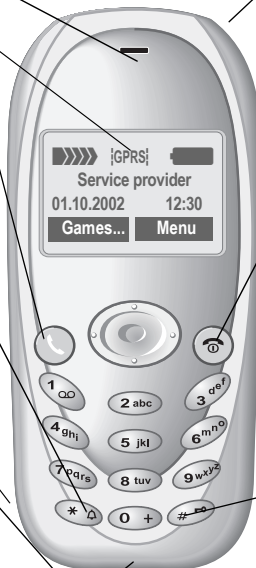 GPRS
Service provider
01.10.2002 12:30
Games... Menu
1
2 abc
3 def
4 ghi
5 jkl
6 mno
7 pqrs
8 tuv
9 wxyz
*
0 +
#